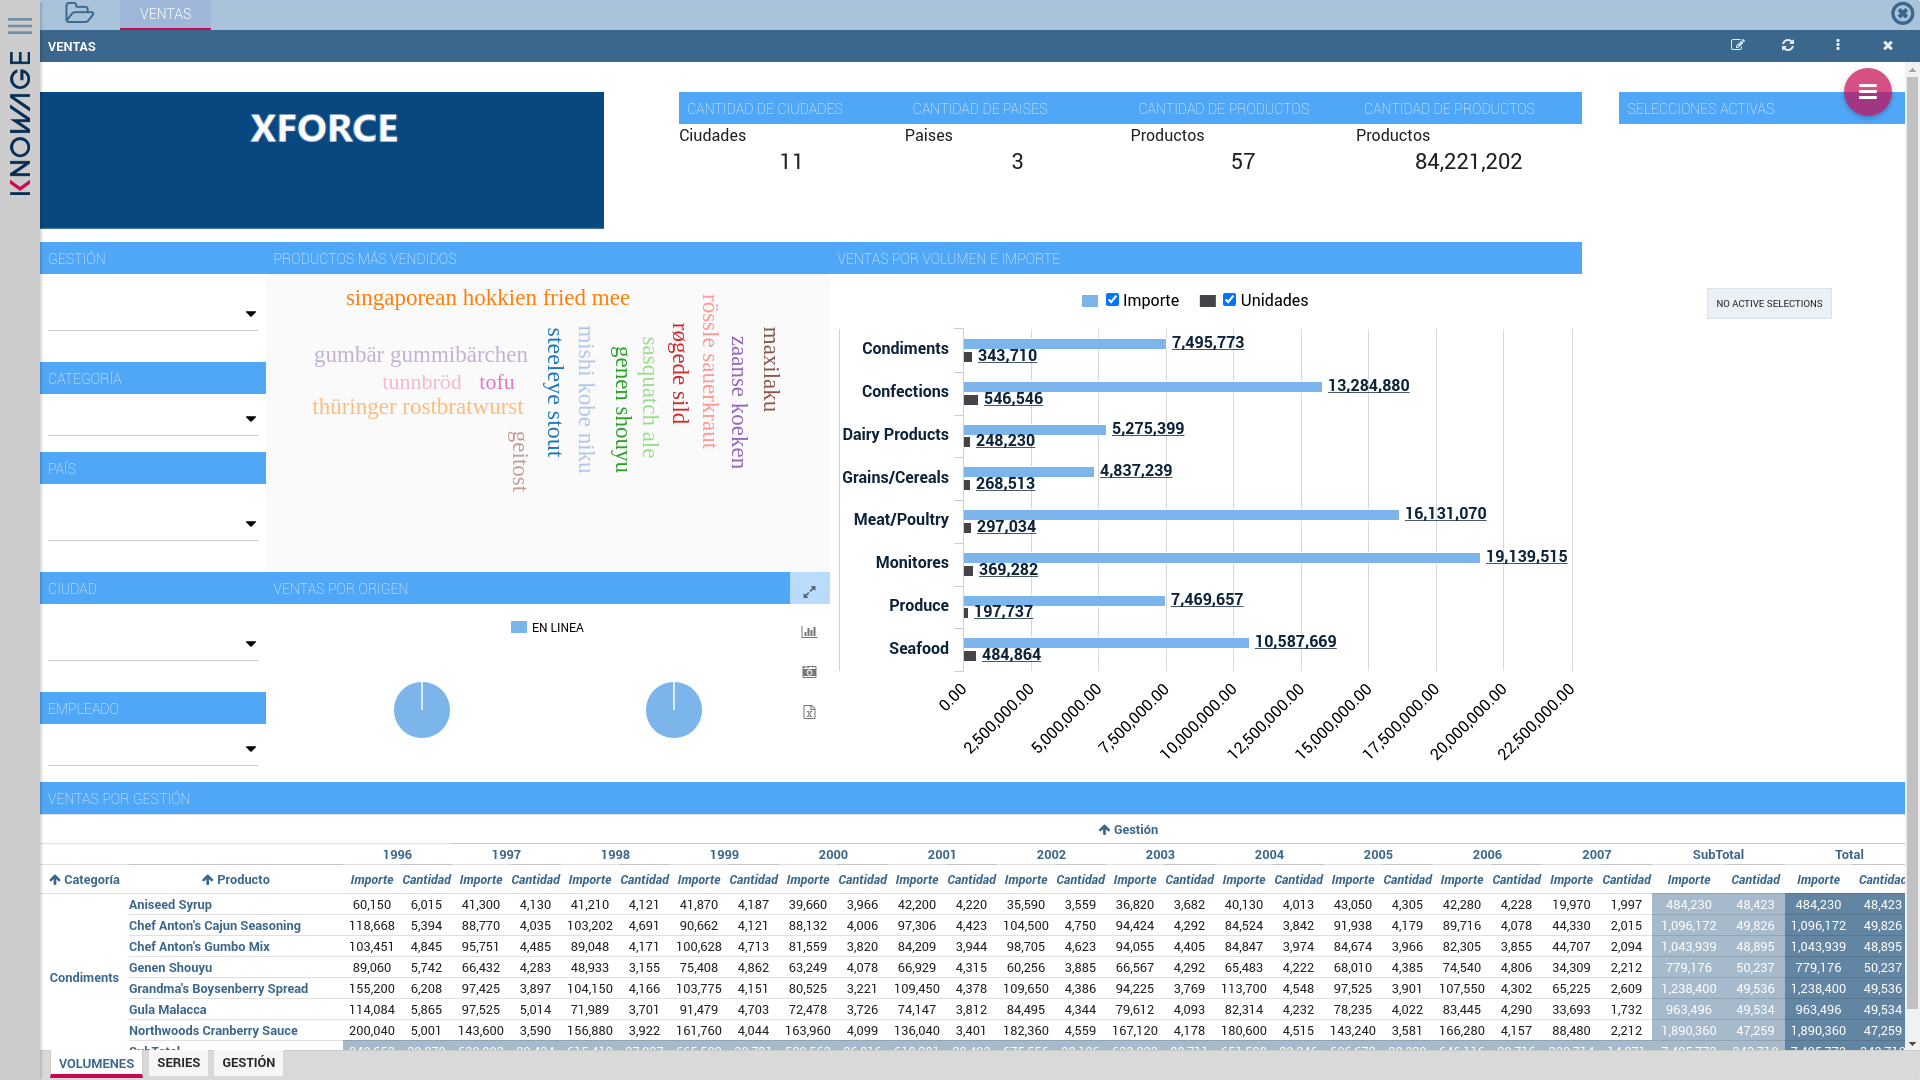 VENTAS
KNOWAGE
VENTAS
XFORCE
CANTIDAD DE CIUDADES CANTIDAD DE PAISES CANTIDAD DE PRODUCTOS CANTIDAD DE PRODUCTOS SELECCIONES ACTIVAS
Ciudades Paises Productos Productos
11 3 57 84,221,202
GESTIÓN PRODUCTOS MÁS VENDIDOS VENTAS POR VOLUMEN E IMPORTE
NO ACTIVE SELECTIONS
CATEGORÍA
PAÍS
CIUDAD
EMPLEADO
singaporean hokkien fried mee
gumbär gummibärchen
tunnbröd tofu
thüringer rostbratwurst
geitost
steeleye stout
mishi kobe niku
genen shouyu
sasquatch ale
røgede sild
rössle sauerkraut
zaanse koeken
maxilaku
VENTAS POR ORIGEN
EN LINEA
Importe Unidades
Condiments 7,495,773 343,710
Confections 13,284,880 546,546
Dairy Products 5,275,399 248,230
Grains/Cereals 4,837,239 268,513
Meat/Poultry 16,131,070 297,034
Monitores 19,139,515 369,282
Produce 7,469,657 197,737
Seafood 10,587,669 484,864
0.00 2,500,000.00 5,000,000.00 7,500,000.00 10,000,000.00 12,500,000.00 15,000,000.00 17,500,000.00 20,000,000.00 22,500,000.00
VENTAS POR GESTIÓN
Gestión
1996 1997 1998 1999 2000 2001 2002 2003 2004 2005 2006 2007 SubTotal Total
Categoría Producto Importe Cantidad Importe Cantidad Importe Cantidad Importe Cantidad Importe Cantidad Importe Cantidad Importe Cantidad Importe Cantidad Importe Cantidad Importe Cantidad Importe Cantidad Importe Cantidad Importe Cantidad Importe Cantidad
Condiments
Aniseed Syrup 60,150 6,015 41,300 4,130 41,210 4,121 41,870 4,187 39,660 3,966 42,200 4,220 35,590 3,559 36,820 3,682 40,130 4,013 43,050 4,305 42,280 4,228 19,970 1,997 484,230 48,423 484,230 48,423
Chef Anton's Cajun Seasoning 118,668 5,394 88,770 4,035 103,202 4,691 90,662 4,121 88,132 4,006 97,306 4,423 104,500 4,750 94,424 4,292 84,524 3,842 91,938 4,179 89,716 4,078 44,330 2,015 1,096,172 49,826 1,096,172 49,826
Chef Anton's Gumbo Mix 103,451 4,845 95,751 4,485 89,048 4,171 100,628 4,713 81,559 3,820 84,209 3,944 98,705 4,623 94,055 4,405 84,847 3,974 84,674 3,966 82,305 3,855 44,707 2,094 1,043,939 48,895 1,043,939 48,895
Genen Shouyu 89,060 5,742 66,432 4,283 48,933 3,155 75,408 4,862 63,249 4,078 66,929 4,315 60,256 3,885 66,567 4,292 65,483 4,222 68,010 4,385 74,540 4,806 34,309 2,212 779,176 50,237 779,176 50,237
Grandma's Boysenberry Spread 155,200 6,208 97,425 3,897 104,150 4,166 103,775 4,151 80,525 3,221 109,450 4,378 109,650 4,386 94,225 3,769 113,700 4,548 97,525 3,901 107,550 4,302 65,225 2,609 1,238,400 49,536 1,238,400 49,536
Gula Malacca 114,084 5,865 97,525 5,014 71,989 3,701 91,479 4,703 72,478 3,726 74,147 3,812 84,495 4,344 79,612 4,093 82,314 4,232 78,235 4,022 83,445 4,290 33,693 1,732 963,496 49,534 963,496 49,534
Northwoods Cranberry Sauce 200,040 5,001 143,600 3,590 156,880 3,922 161,760 4,044 163,960 4,099 136,040 3,401 182,360 4,559 167,120 4,178 180,600 4,515 143,240 3,581 166,280 4,157 88,480 2,212 1,890,360 47,259 1,890,360 47,259
VOLUMENES SERIES GESTIÓN